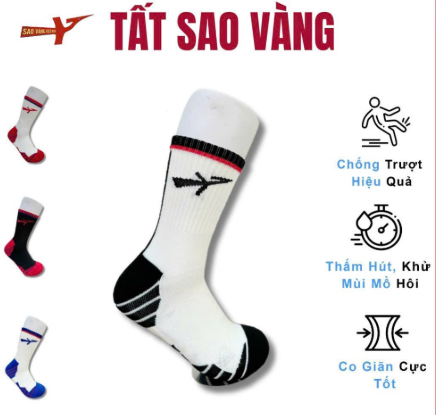 SAO VÀNG
TẤT SAO VÀNG
Chống Trượt
Hiệu Quả
Thấm Hút, Khử
Mùi Mồ Hôi
Co Giãn Cực
Tốt